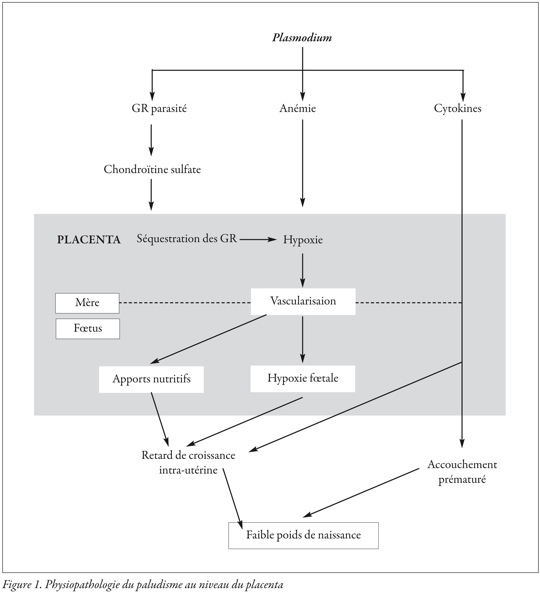 Plasmodium
GR parasité Anémie Cytokines
Chondroïtine sulfate
PLACENTA Séquestration des GR Hypoxie
Mère Vascularisaion
Fœtus
Apports nutritifs Hypoxie fœtale
Retard de croissance
intra-utérine
Accouchement
prématuré
Faible poids de naissance
Figure 1. Physiopathologie du paludisme au niveau du placenta